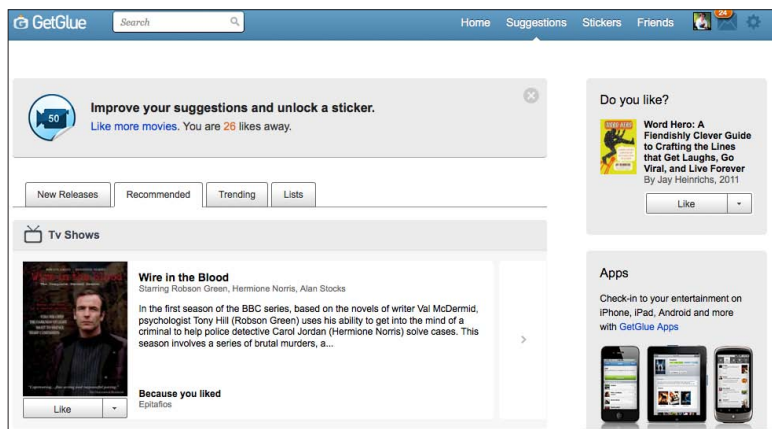 GetGlue
Search
Home Suggestions Stickers Friends
24
50
Improve your suggestions and unlock a sticker.
Like more movies. You are 26 likes away.
New Releases Recommended Trending Lists
Tv Shows
Wire in the Blood
Wire in the Blood
Starring Robson Green, Hermione Norris, Alan Stocks
In the first season of the BBC series, based on the novels of writer Val McDermid,
psychologist Tony Hill (Robson Green) uses his ability to get into the mind of a
criminal to help police detective Carol Jordan (Hermione Norris) solve cases. This
season involves a series of brutal murders, a...
Because you liked
Epitafios
Like
Do you like?
WORD HERO
Word Hero: A
Fiendishly Clever Guide
to Crafting the Lines
that Get Laughs, Go
Viral, and Live Forever
By Jay Heinrichs, 2011
Like
Apps
Check-in to your entertainment on
iPhone, iPad, Android and more
with GetGlue Apps